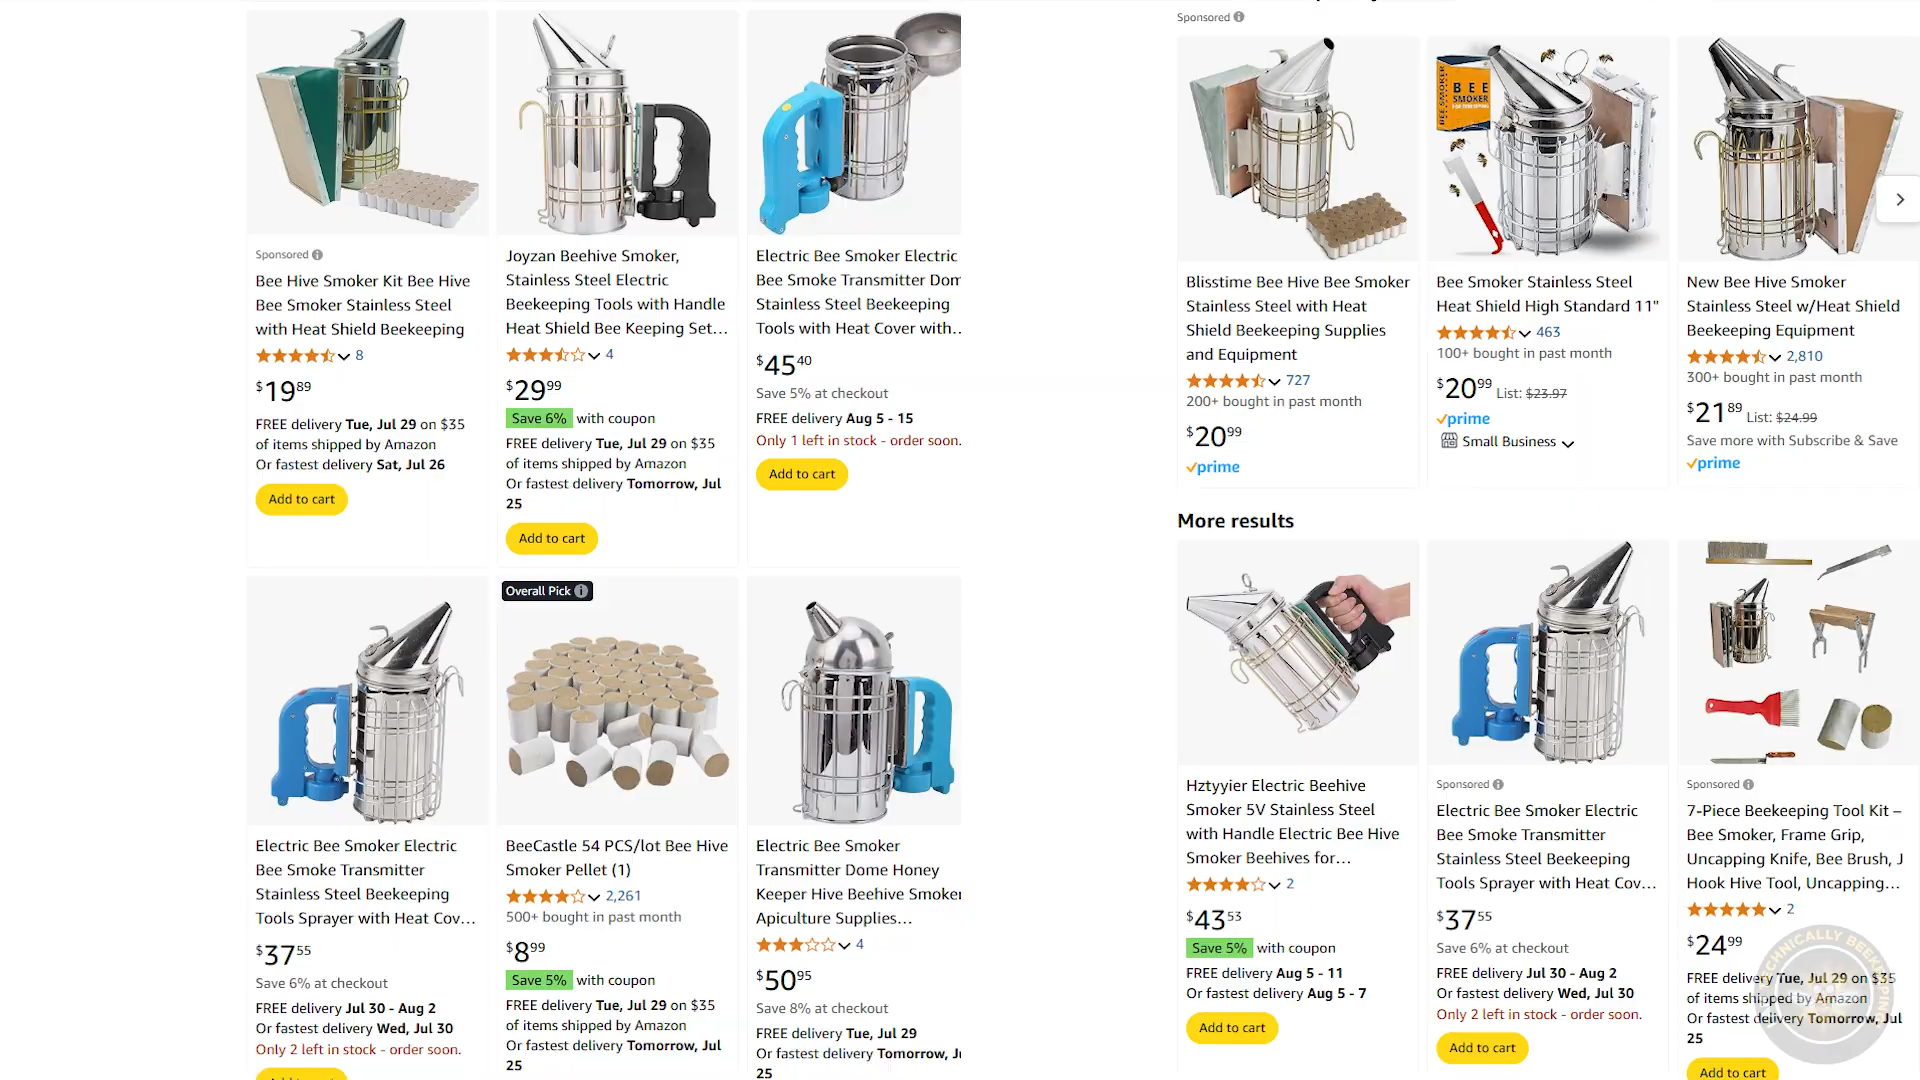 Sponsored
Bee Hive Smoker Kit Bee Hive
Bee Smoker Stainless Steel
with Heat Shield Beekeeping
8
$19 89
FREE delivery Tue, Jul 29 on $35
of items shipped by Amazon
Or fastest delivery Sat, Jul 26
Add to cart
Joyzan Beehive Smoker,
Stainless Steel Electric
Beekeeping Tools with Handle
Heat Shield Bee Keeping Set...
4
$29 99
Save 6% with coupon
FREE delivery Tue, Jul 29 on $35
of items shipped by Amazon
Or fastest delivery Tomorrow, Jul
25
Add to cart
Electric Bee Smoker Electric
Bee Smoke Transmitter Dom
Stainless Steel Beekeeping
Tools with Heat Cover with...
$45 40
Save 5% at checkout
FREE delivery Aug 5 - 15
Only 1 left in stock - order soon.
Add to cart
Electric Bee Smoker Electric
Bee Smoke Transmitter
Stainless Steel Beekeeping
Tools Sprayer with Heat Cov...
$37 55
Save 6% at checkout
FREE delivery Jul 30 - Aug 2
Or fastest delivery Wed, Jul 30
Only 2 left in stock - order soon.
Overall Pick
BeeCastle 54 PCS/lot Bee Hive
Smoker Pellet (1)
2,261
500+ bought in past month
$8 99
Save 5% with coupon
FREE delivery Tue, Jul 29 on $35
of items shipped by Amazon
Or fastest delivery Tomorrow, Jul
25
Electric Bee Smoker
Transmitter Dome Honey
Keeper Hive Beehive Smoker
Apiculture Supplies...
4
$50 95
Save 8% at checkout
FREE delivery Tue, Jul 29
Or fastest delivery Tomorrow, J
25
Sponsored
Blisstime Bee Hive Bee Smoker
Stainless Steel with Heat
Shield Beekeeping Supplies
and Equipment
727
200+ bought in past month
$20 99
prime
BEE SMOKER
BEE
SMOKER
Bee Smoker Stainless Steel
Heat Shield High Standard 11"
463
100+ bought in past month
$20 99 List: $23.97
prime
Small Business
New Bee Hive Smoker
Stainless Steel w/Heat Shield
Beekeeping Equipment
2,810
300+ bought in past month
$21 89 List: $24.99
Save more with Subscribe & Save
prime
More results
Hztyyier Electric Beehive
Smoker 5V Stainless Steel
with Handle Electric Bee Hive
Smoker Beehives for...
2
$43 53
Save 5% with coupon
FREE delivery Aug 5 - 11
Or fastest delivery Aug 5 - 7
Add to cart
Sponsored
Electric Bee Smoker Electric
Bee Smoke Transmitter
Stainless Steel Beekeeping
Tools Sprayer with Heat Cov...
$37 55
Save 6% at checkout
FREE delivery Jul 30 - Aug 2
Or fastest delivery Wed, Jul 30
Only 2 left in stock - order soon.
Add to cart
Sponsored
7-Piece Beekeeping Tool Kit –
Bee Smoker, Frame Grip,
Uncapping Knife, Bee Brush, J
Hook Hive Tool, Uncapping...
2
$24 99
FREE delivery Tue, Jul 29 on $35
of items shipped by Amazon
Or fastest delivery Tomorrow, Jul
25
Add to cart
TECHNICALLY BEEKEEPING